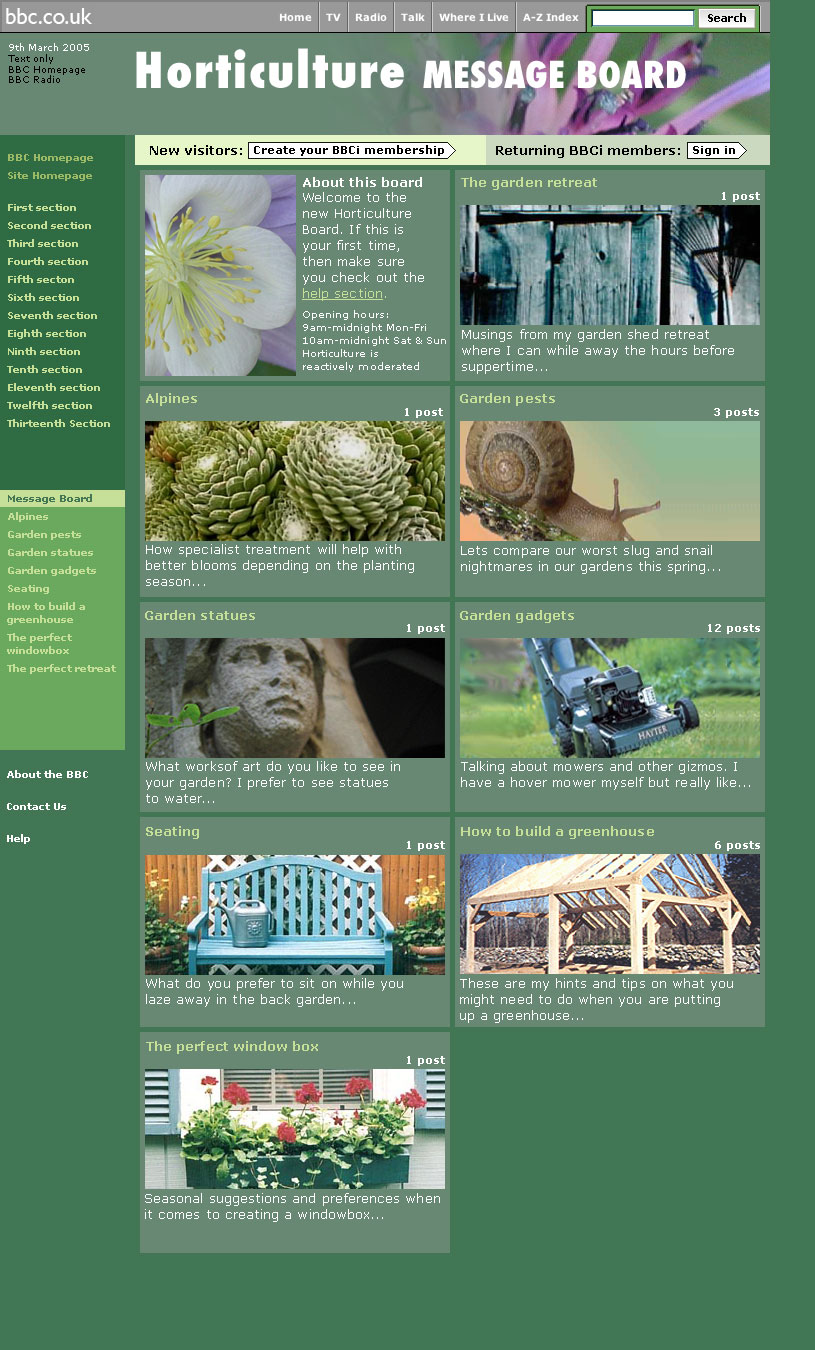 bbc.co.uk
Home TV Radio Talk Where I Live A-Z Index Search
9th March 2005
Text only
BBC Homepage
BBC Radio
Horticulture MESSAGE BOARD
New visitors: Create your BBCi membership
Returning BBCi members: Sign in
BBC Homepage
Site Homepage
First section
Second section
Third section
Fourth section
Fifth secton
Sixth section
Seventh section
Eighth section
Ninth section
Tenth section
Eleventh section
Twelfth section
Thirteenth Section
Message Board
Alpines
Garden pests
Garden statues
Garden gadgets
Seating
How to build a
greenhouse
The perfect
windowbox
The perfect retreat
About the BBC
Contact Us
Help
About this board
Welcome to the
new Horticulture
Board. If this is
your first time,
then make sure
you check out the
help section.
Opening hours:
9am-midnight Mon-Fri
10am-midnight Sat & Sun
Horticulture is
reactively moderated
The garden retreat
1 post
Musings from my garden shed retreat
where I can while away the hours before
suppertime...
Alpines
1 post
How specialist treatment will help with
better blooms depending on the planting
season...
Garden pests
3 posts
Lets compare our worst slug and snail
nightmares in our gardens this spring...
Garden statues
1 post
What worksof art do you like to see in
your garden? I prefer to see statues
to water...
Garden gadgets
12 posts
HAYTER
Talking about mowers and other gizmos. I
have a hover mower myself but really like...
Seating
1 post
What do you prefer to sit on while you
laze away in the back garden...
How to build a greenhouse
6 posts
These are my hints and tips on what you
might need to do when you are putting
up a greenhouse...
The perfect window box
1 post
Seasonal suggestions and preferences when
it comes to creating a windowbox...